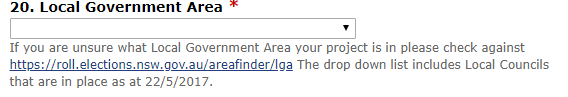 20. Local Government Area *
If you are unsure what Local Government Area your project is in please check against
https://roll.elections.nsw.gov.au/areafinder/lga The drop down list includes Local Councils
that are in place as at 22/5/2017.